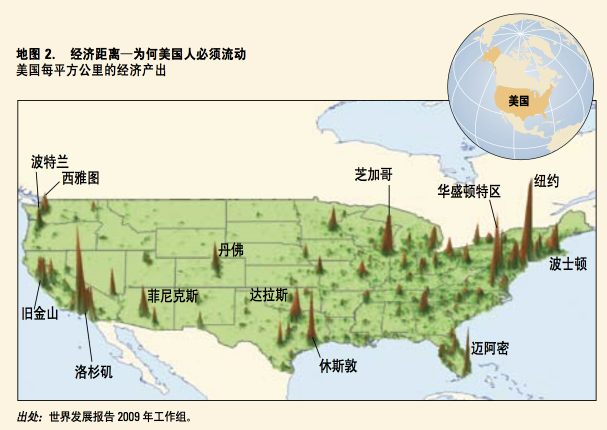 地图 2. 经济距离—为何美国人必须流动
美国每平方公里的经济产出
美国
波特兰
西雅图
芝加哥
华盛顿特区
纽约
丹佛
波士顿
菲尼克斯
达拉斯
旧金山
迈阿密
洛杉矶
休斯敦
出处: 世界发展报告 2009 年工作组。